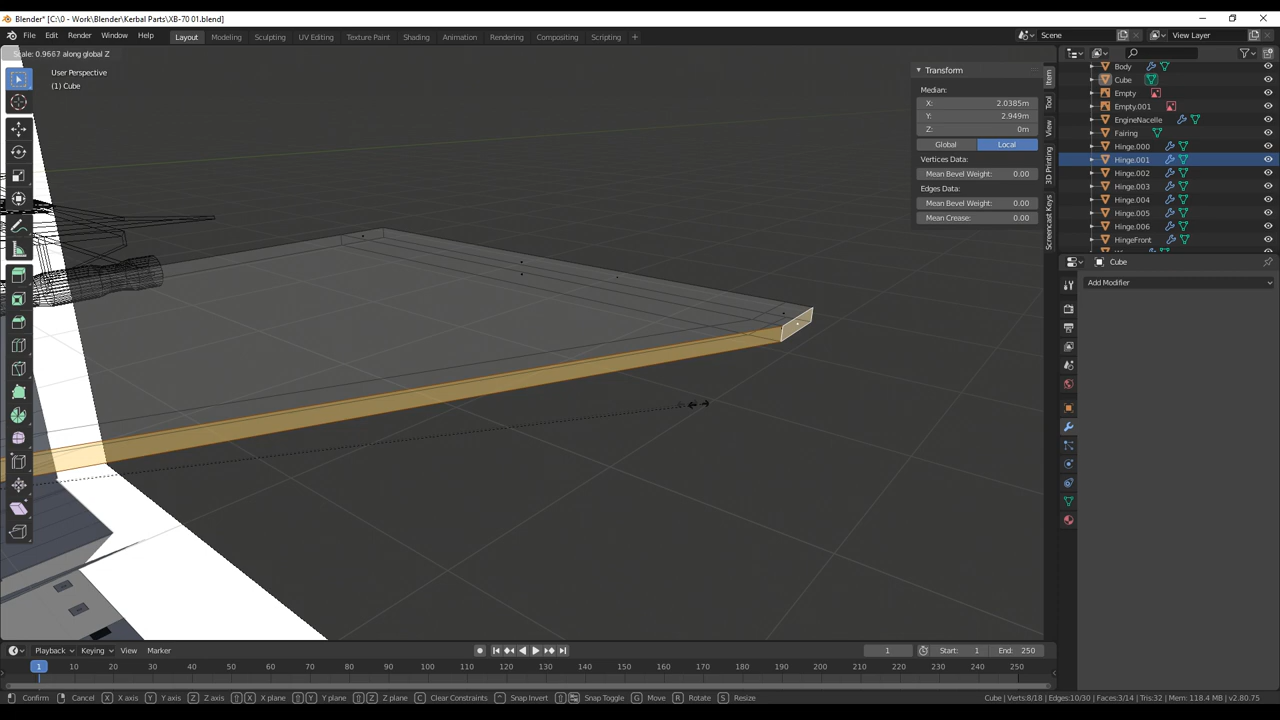 Blender* [C:\0 - Work\Blender\Kerbal Parts\XB-70 01.blend]
File Edit Render Window Help Layout Modeling Sculpting UV Editing Texture Paint Shading Animation Rendering Compositing Scripting + Scene View Layer
Scale: 0.9667 along global Z
User Perspective
(1) Cube
Transform
Median:
X: 2.0385m
Y: 2.949m
Z: 0m
Global Local
Vertices Data:
Mean Bevel Weight: 0.00
Edges Data:
Mean Bevel Weight: 0.00
Mean Crease: 0.00
Item
Tool
View
3D Printing
Screencast Keys
Body
Cube
Empty
Empty.001
EngineNacelle
Fairing
Hinge.000
Hinge.001
Hinge.002
Hinge.003
Hinge.004
Hinge.005
Hinge.006
HingeFront
Cube
Add Modifier
Playback Keying View Marker 1 Start: 1 End: 250
1 10 20 30 40 50 60 70 80 90 100 110 120 130 140 150 160 170 180 190 200 210 220 230 240 250
Confirm Cancel X X axis Y Y axis Z Z axis X X plane Y Y plane Z Z plane C Clear Constraints Snap Invert Snap Toggle G Move R Rotate S Resize Cube | Verts:8/18 | Edges:10/30 | Faces:3/14 | Tris:32 | Mem: 118.4 MB | v2.80.75